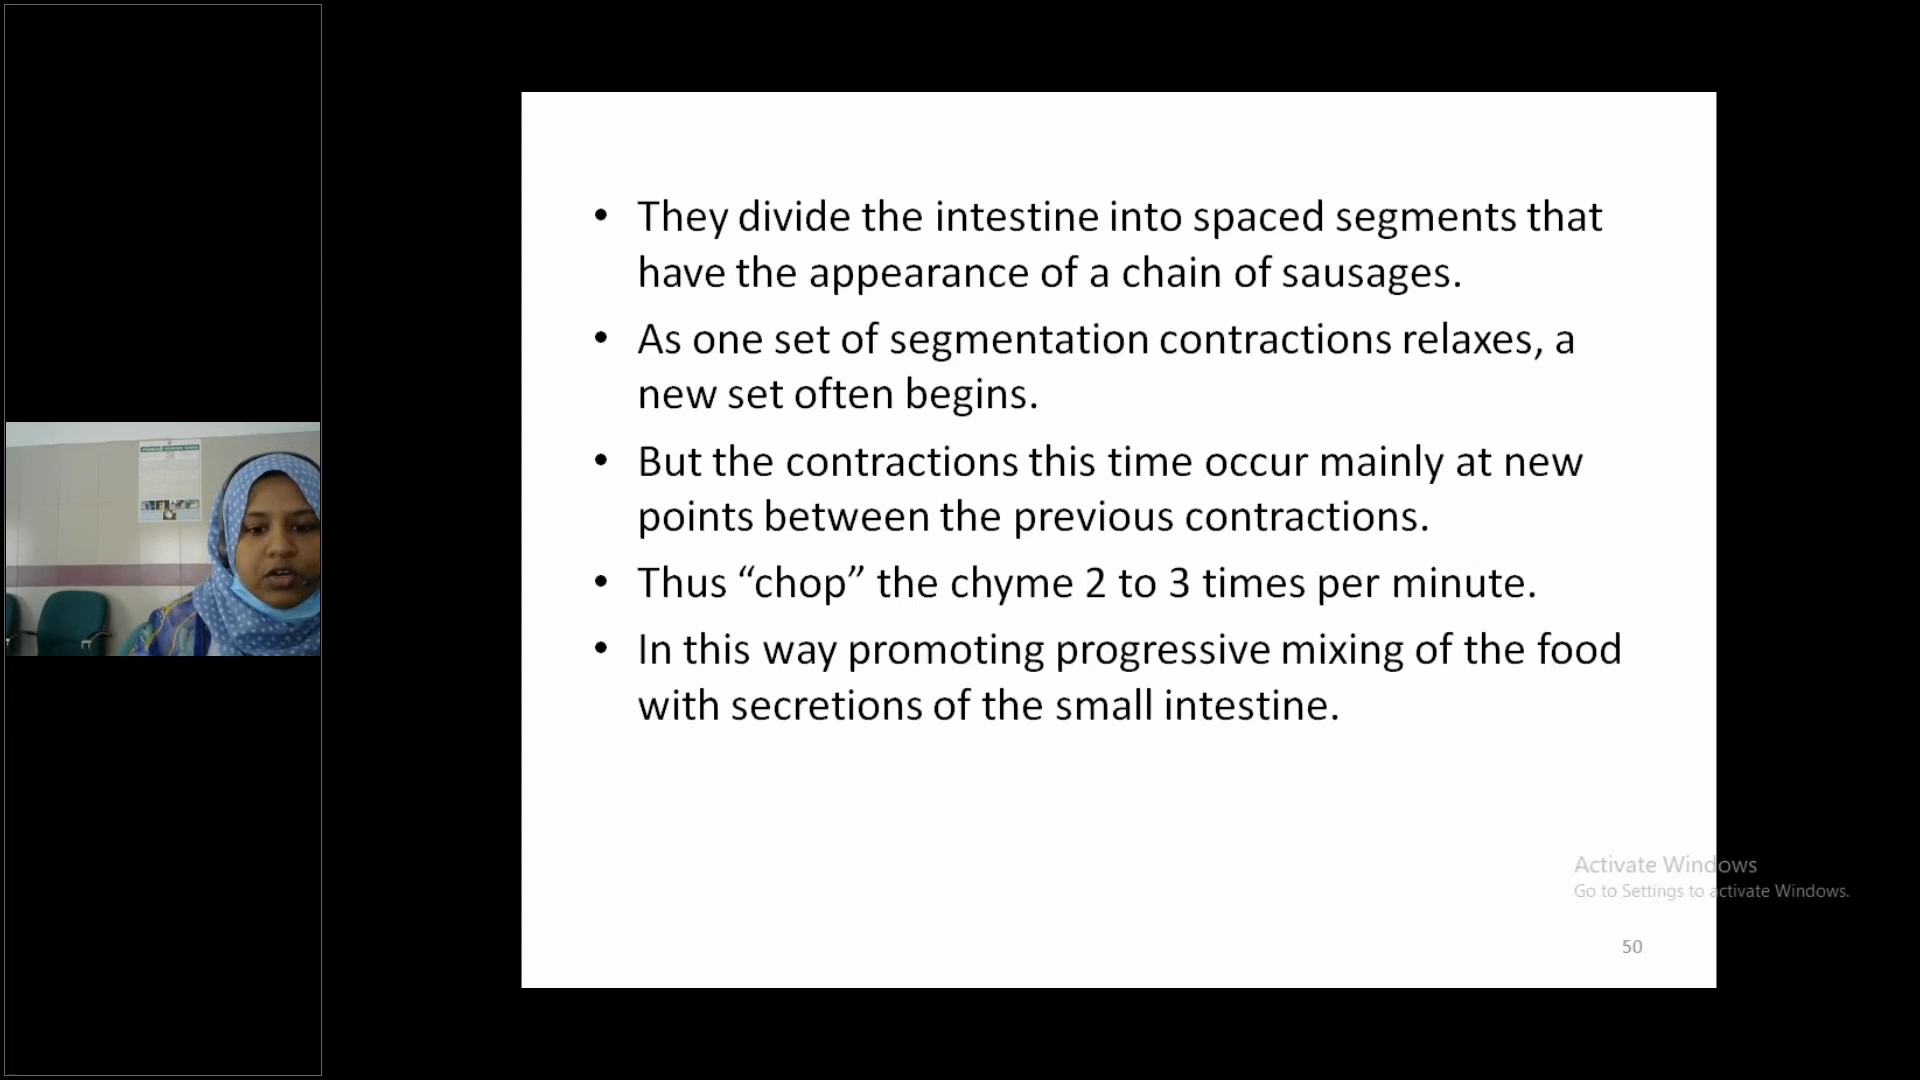 • They divide the intestine into spaced segments that
have the appearance of a chain of sausages.
• As one set of segmentation contractions relaxes, a
new set often begins.
• But the contractions this time occur mainly at new
points between the previous contractions.
• Thus “chop” the chyme 2 to 3 times per minute.
• In this way promoting progressive mixing of the food
with secretions of the small intestine.
Activate Windows
Go to Settings to activate Windows.
50